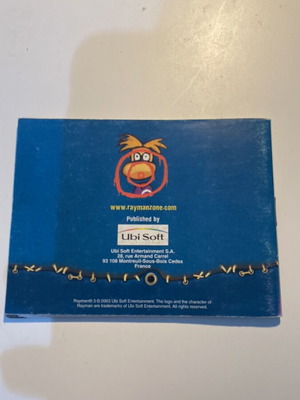 www.raymanzone.com
Published by
Ubi Soft
Ubi Soft Entertainment S.A.
28, rue Armand Carrel
93 108 Montreuil-Sous-Bois Cedex
France
3 © 2003 Ubi Soft Entertainment. The logo and the character of
Rayman are trademarks of Ubi Soft Entertainment. All rights reserved.